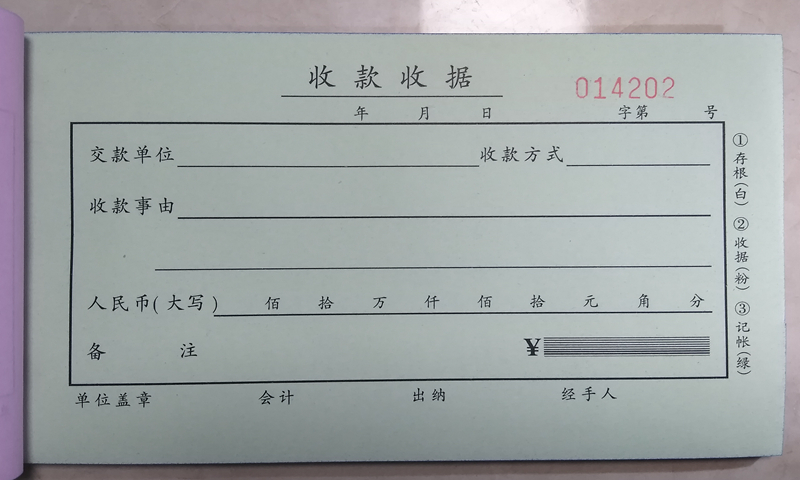 收款收据
014202
年 月 日 字第 号
交款单位 收款方式
收款事由
人民币(大写) 佰 拾 万 仟 佰 拾 元 角 分
备 注 ¥
单位盖章 会计 出纳 经手人
①存根(白) ②收据(粉) ③记帐(绿)